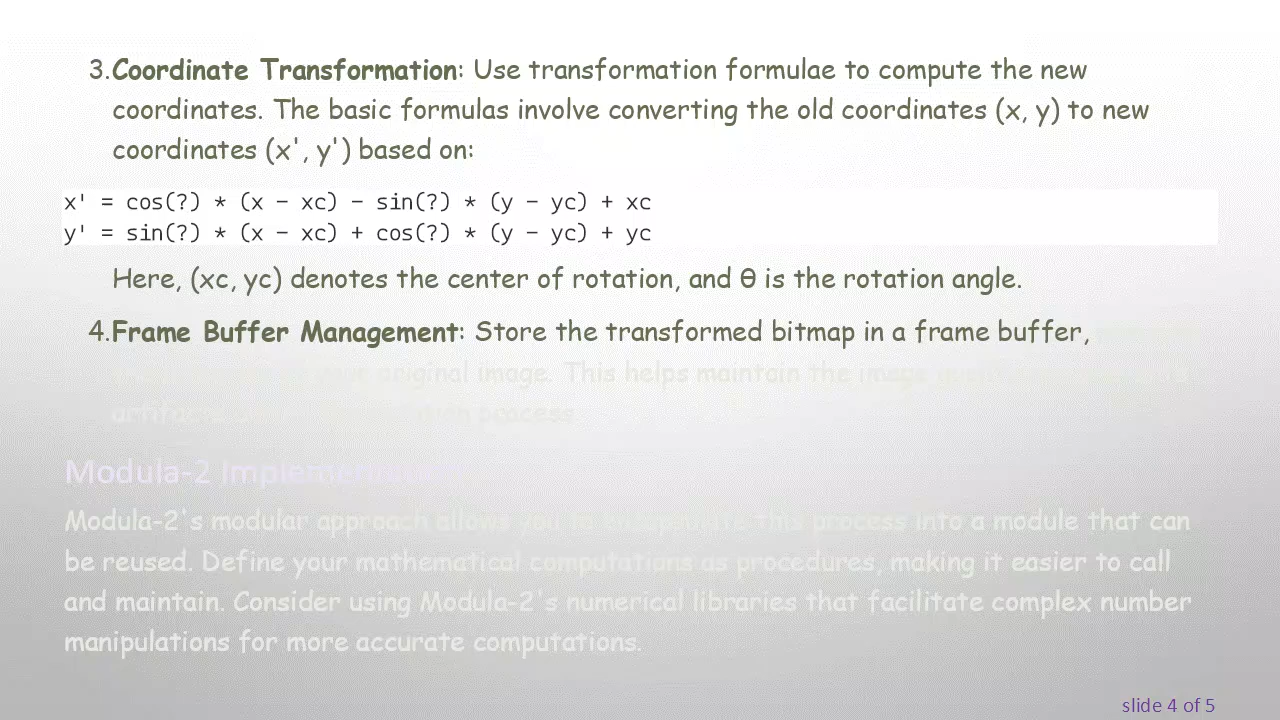 3.Coordinate Transformation: Use transformation formulae to compute the new
coordinates. The basic formulas involve converting the old coordinates (x, y) to new
coordinates (x', y') based on:
x' = cos(?) * (x - xc) - sin(?) * (y - yc) + xc
y' = sin(?) * (x - xc) + cos(?) * (y - yc) + yc
Here, (xc, yc) denotes the center of rotation, and θ is the rotation angle.
4.Frame Buffer Management: Store the transformed bitmap in a frame buffer,
original image. This helps maintain the image
process
Modula-2
Modula-2's modular approach allows you this process into a module that can
be reused. Define your mathematical computations as procedures, making it easier to call
and maintain. Consider using Modula-2's numerical libraries that facilitate complex number
manipulations for more accurate computations.
slide 4 of 5